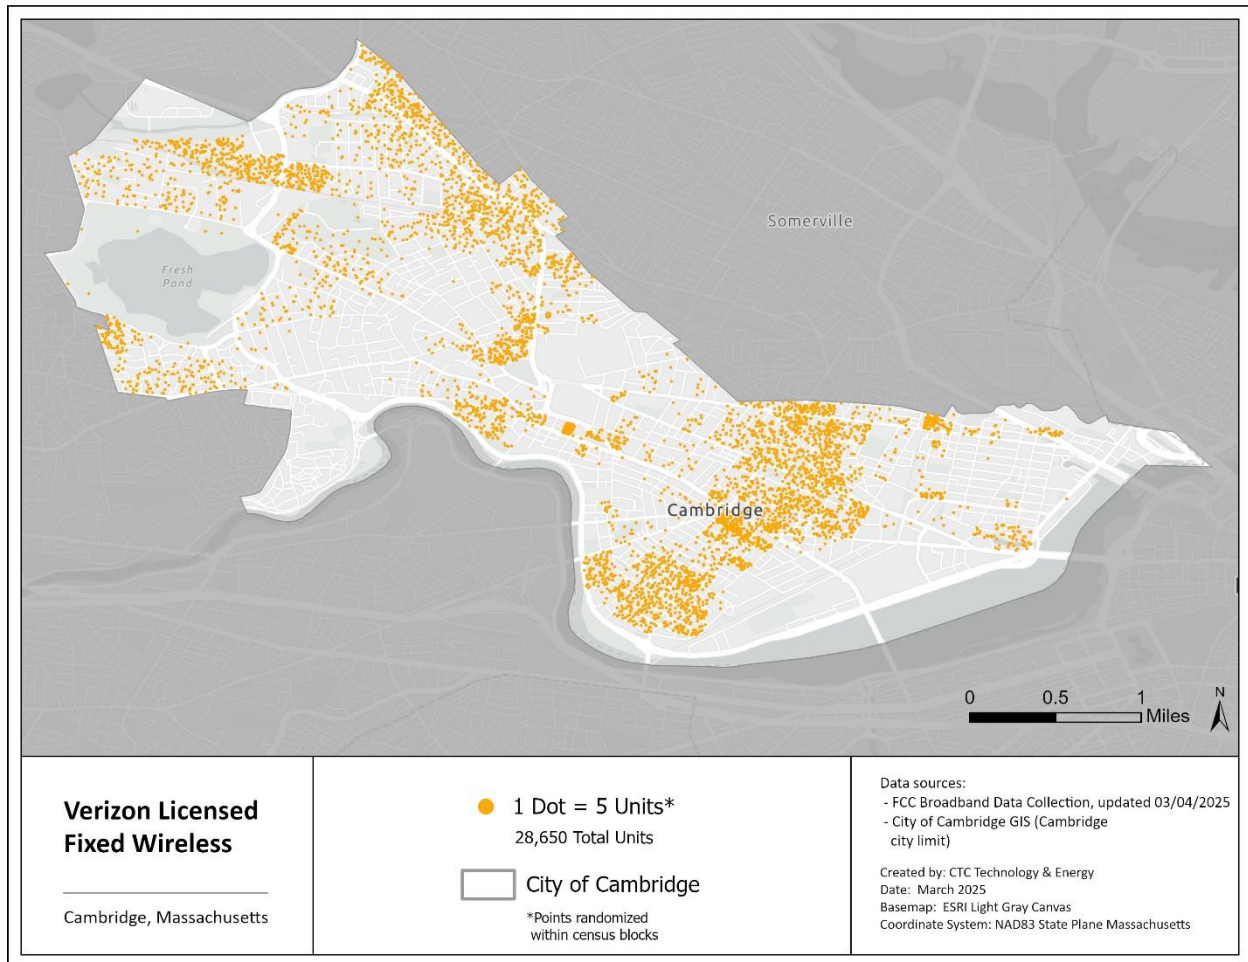 Somerville
Fresh
Pond
Cambridge
0 0.5 1
Miles
N
Verizon Licensed
Fixed Wireless
Cambridge, Massachusetts
1 Dot = 5 Units*
28,650 Total Units
City of Cambridge
*Points randomized
within census blocks
Data sources:
- FCC Broadband Data Collection, updated 03/04/2025
- City of Cambridge GIS (Cambridge
city limit)
Created by: CTC Technology & Energy
Date: March 2025
Basemap: ESRI Light Gray Canvas
Coordinate System: NAD83 State Plane Massachusetts